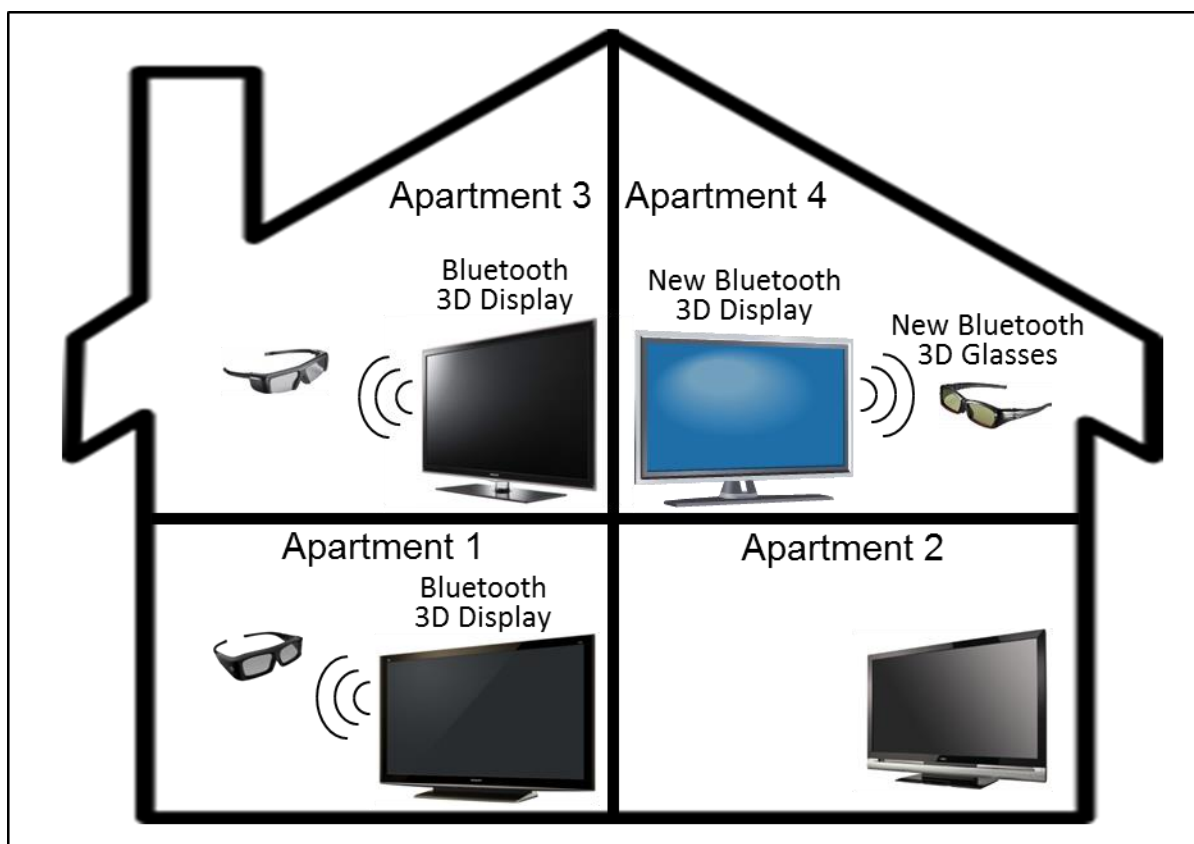 Apartment 3
Apartment 4
Bluetooth
3D Display
New Bluetooth
3D Display
New Bluetooth
3D Glasses
Apartment 1
Apartment 2
Bluetooth
3D Display